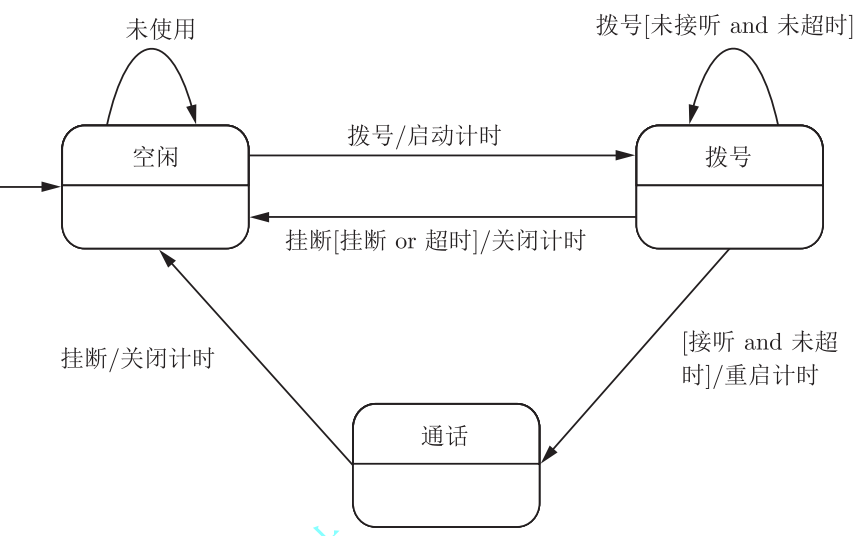 未使用
拨号[未接听 and 未超时]
空闲
拨号/启动计时
拨号
挂断[挂断 or 超时]/关闭计时
挂断/关闭计时
[接听 and 未超
时]/重启计时
通话